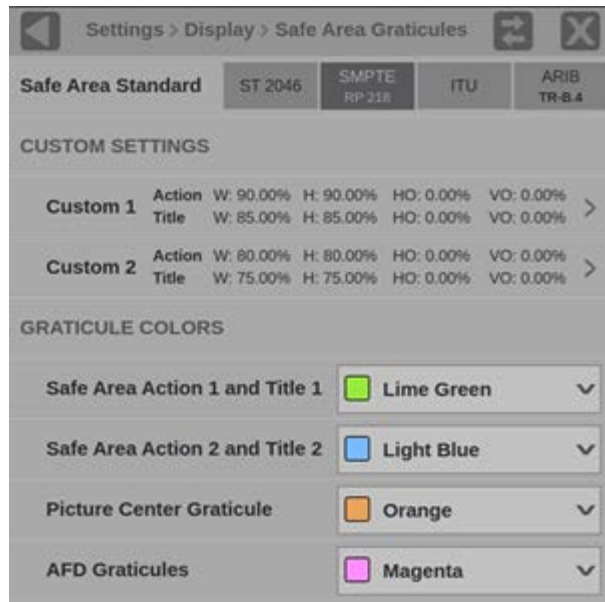 Settings > Display > Safe Area Graticules
Safe Area Standard ST 2046 SMPTE RP 218 ITU ARIB TR-B.4
CUSTOM SETTINGS
Custom 1 Action W: 90.00% H: 90.00% HO: 0.00% VO: 0.00%
Title W: 85.00% H: 85.00% HO: 0.00% VO: 0.00%
Custom 2 Action W: 80.00% H: 80.00% HO: 0.00% VO: 0.00%
Title W: 75.00% H: 75.00% HO: 0.00% VO: 0.00%
GRATICULE COLORS
Safe Area Action 1 and Title 1 Lime Green
Safe Area Action 2 and Title 2 Light Blue
Picture Center Graticule Orange
AFD Graticules Magenta